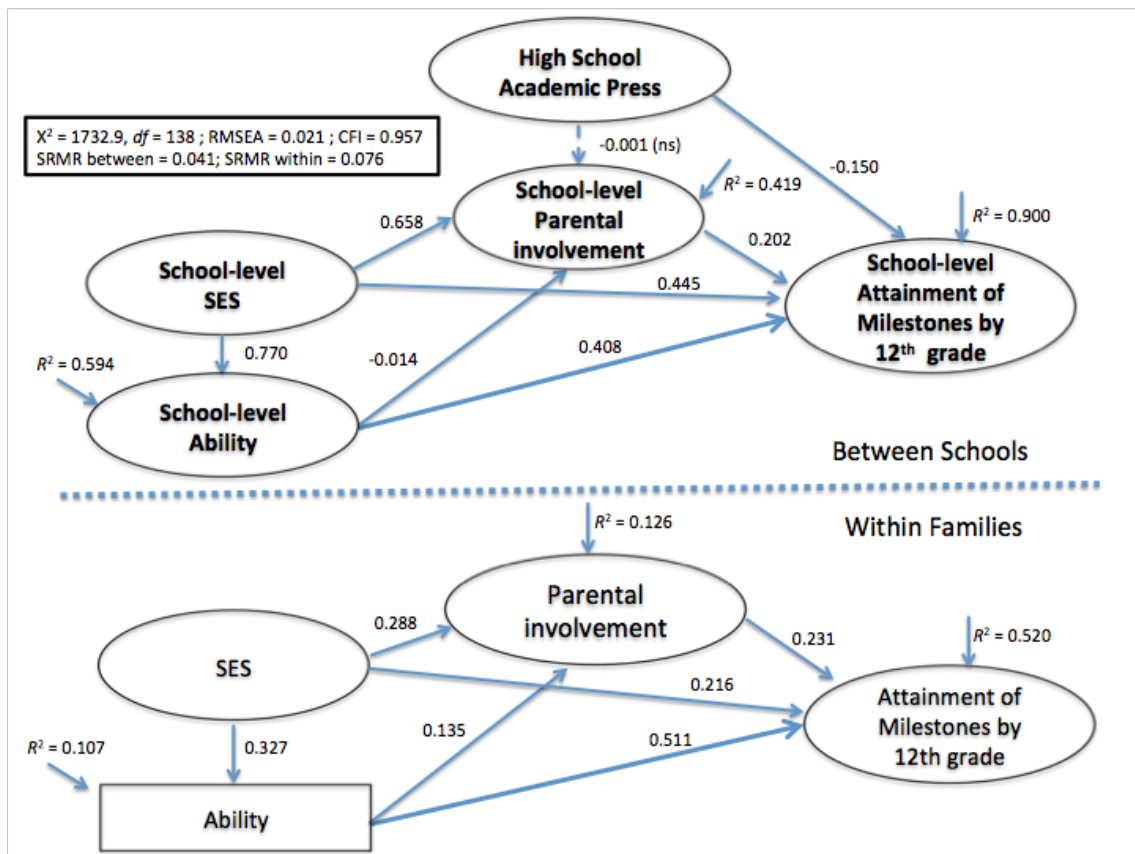 High School
Academic Press
X² = 1732.9, df = 138 ; RMSEA = 0.021 ; CFI = 0.957
SRMR between = 0.041; SRMR within = 0.076
-0.001 (ns)
-0.150
School-level
Parental
involvement
R² = 0.419
R² = 0.900
0.658
0.202
School-level
SES
0.445
School-level
Attainment of
Milestones by
12th grade
R² = 0.594
0.770
-0.014
0.408
School-level
Ability
Between Schools
Within Families
R² = 0.126
Parental
involvement
0.288
0.231
R² = 0.520
SES
0.216
Attainment of
Milestones by
12th grade
R² = 0.107
0.327
0.135
0.511
Ability